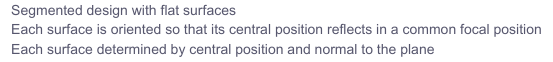 Segmented design with flat surfaces
Each surface is oriented so that its central position reflects in a common focal position
Each surface determined by central position and normal to the plane